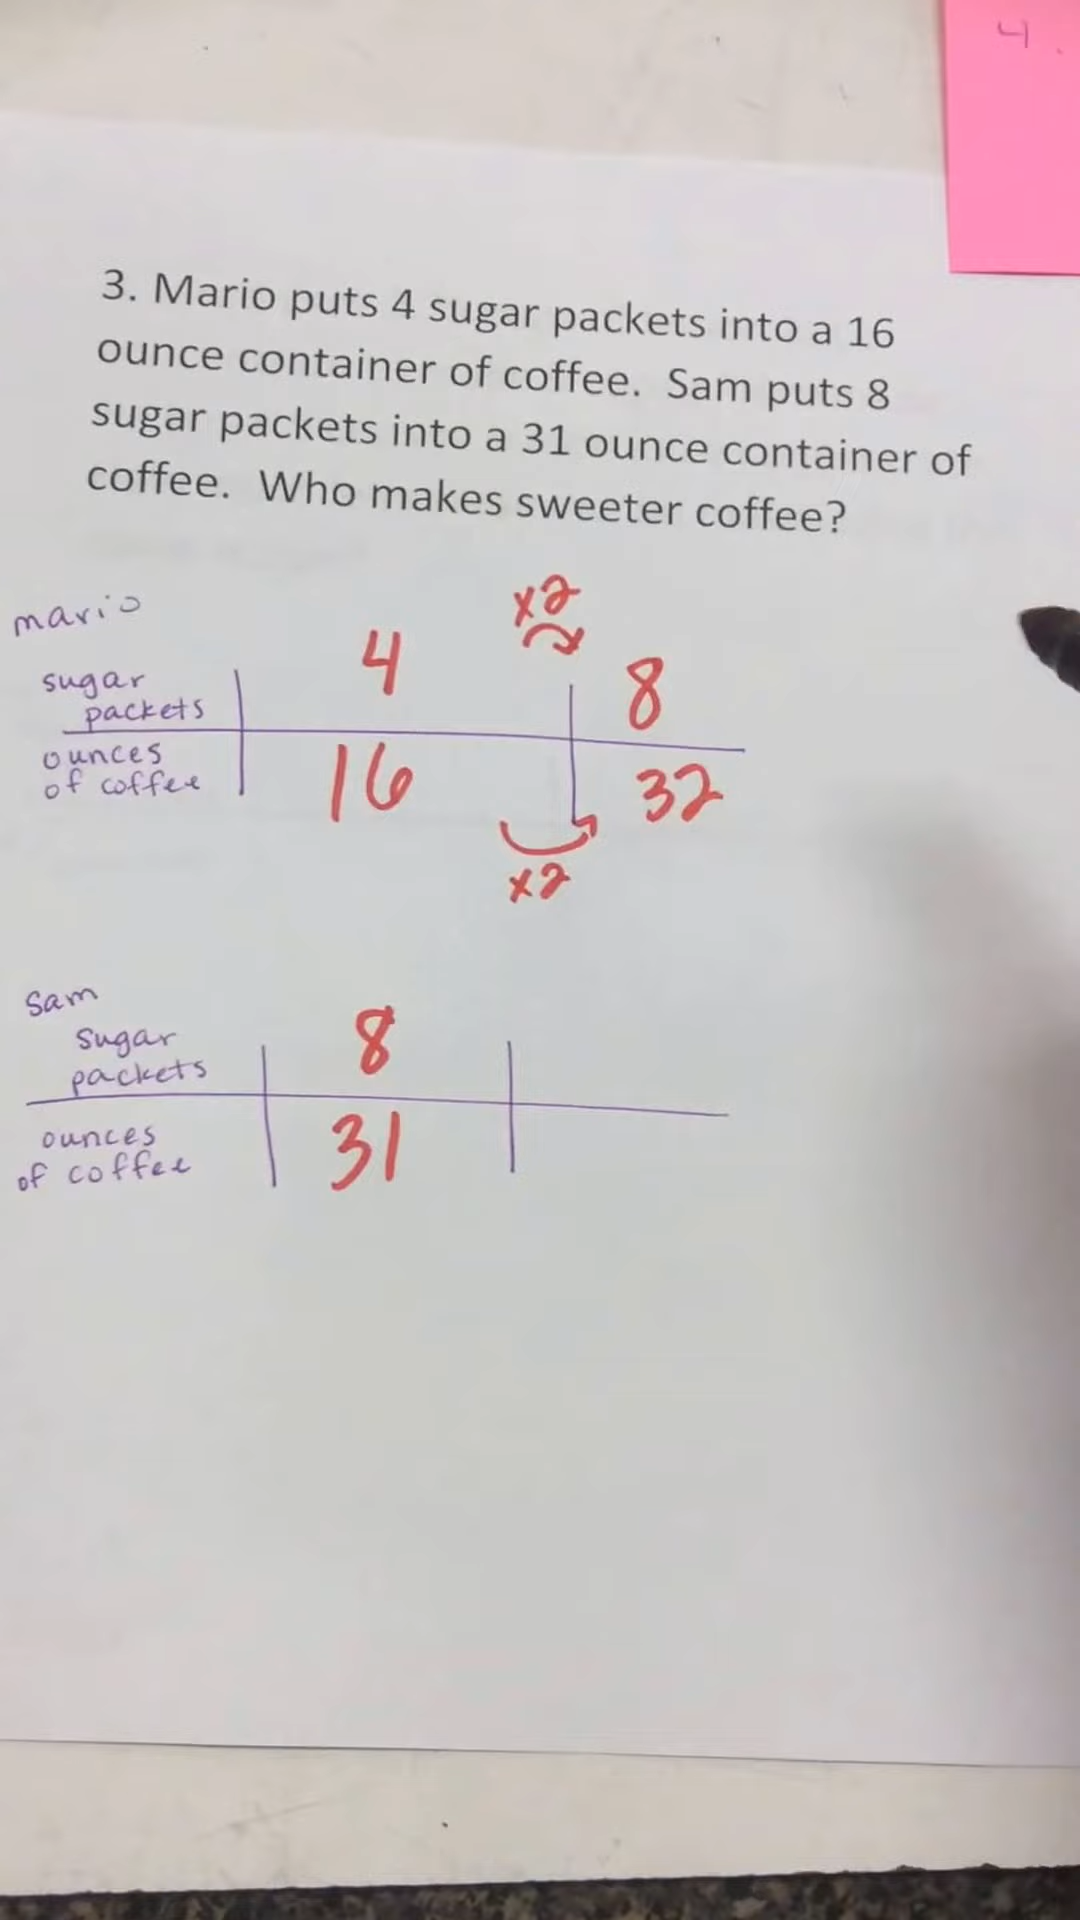 4.
3. Mario puts 4 sugar packets into a 16
ounce container of coffee. Sam puts 8
sugar packets into a 31 ounce container of
coffee. Who makes sweeter coffee?
mario
x2
sugar
packets
4
8
ounces
of coffee
16
32
x2
sam
sugar
packets
8
ounces
of coffee
31